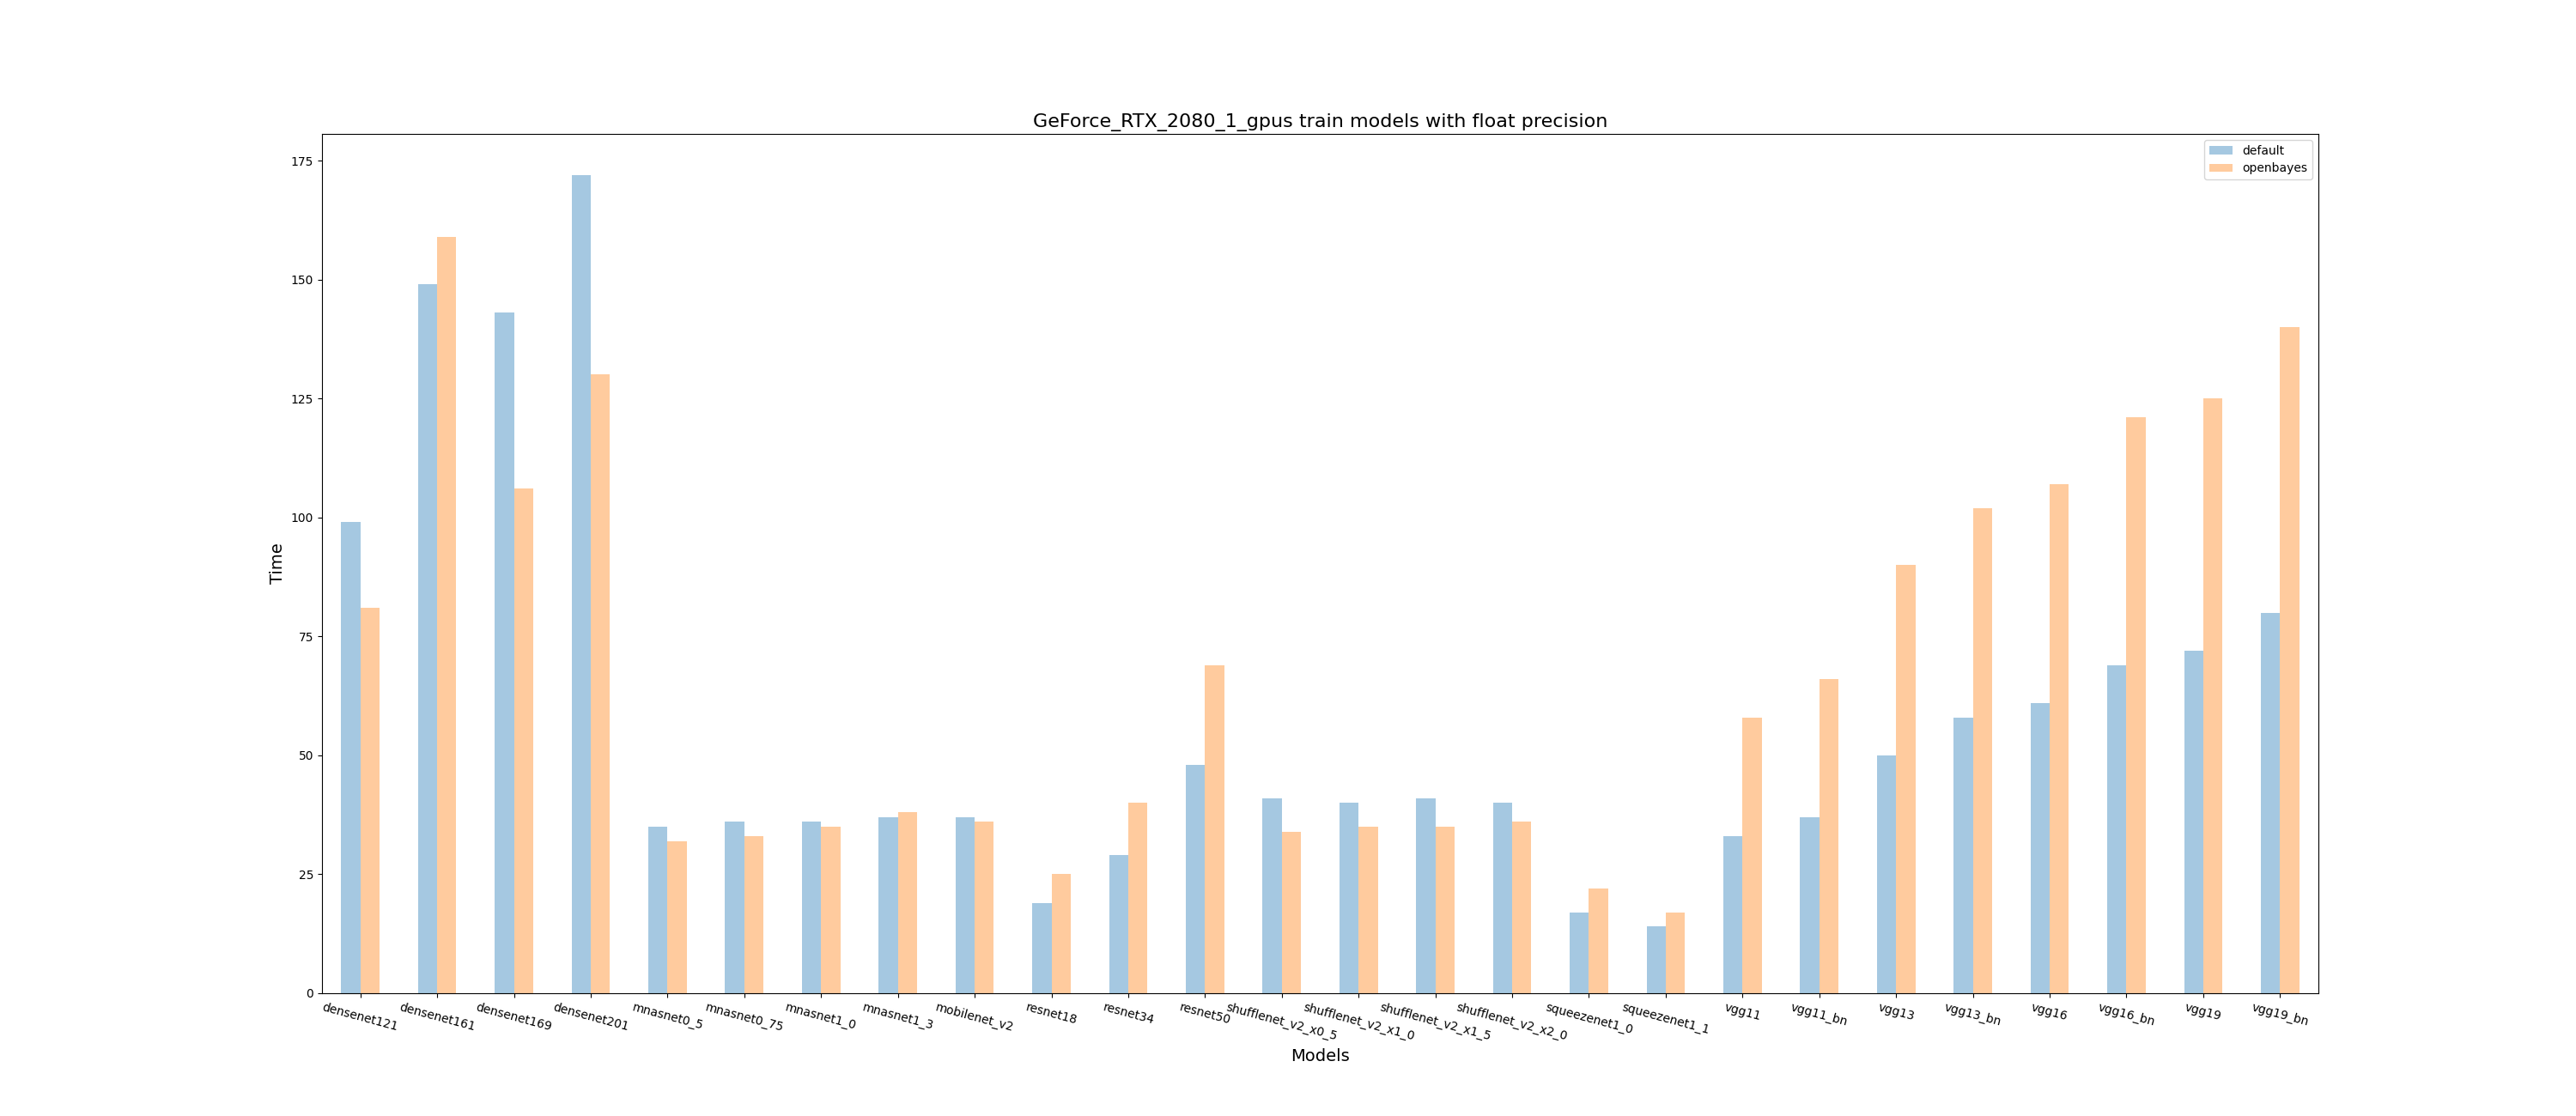 GeForce_RTX_2080_1_gpus train models with float precision
default
openbayes
175
150
125
100
75
50
25
0
Time
densenet121
densenet161
densenet169
densenet201
mnasnet0_5
mnasnet0_75
mnasnet1_0
mnasnet1_3
mobilenet_v2
resnet18
resnet34
resnet50
shufflenet_v2_x0_5
shufflenet_v2_x1_0
shufflenet_v2_x1_5
shufflenet_v2_x2_0
squeezenet1_0
squeezenet1_1
vgg11
vgg11_bn
vgg13
vgg13_bn
vgg16
vgg16_bn
vgg19
vgg19_bn
Models